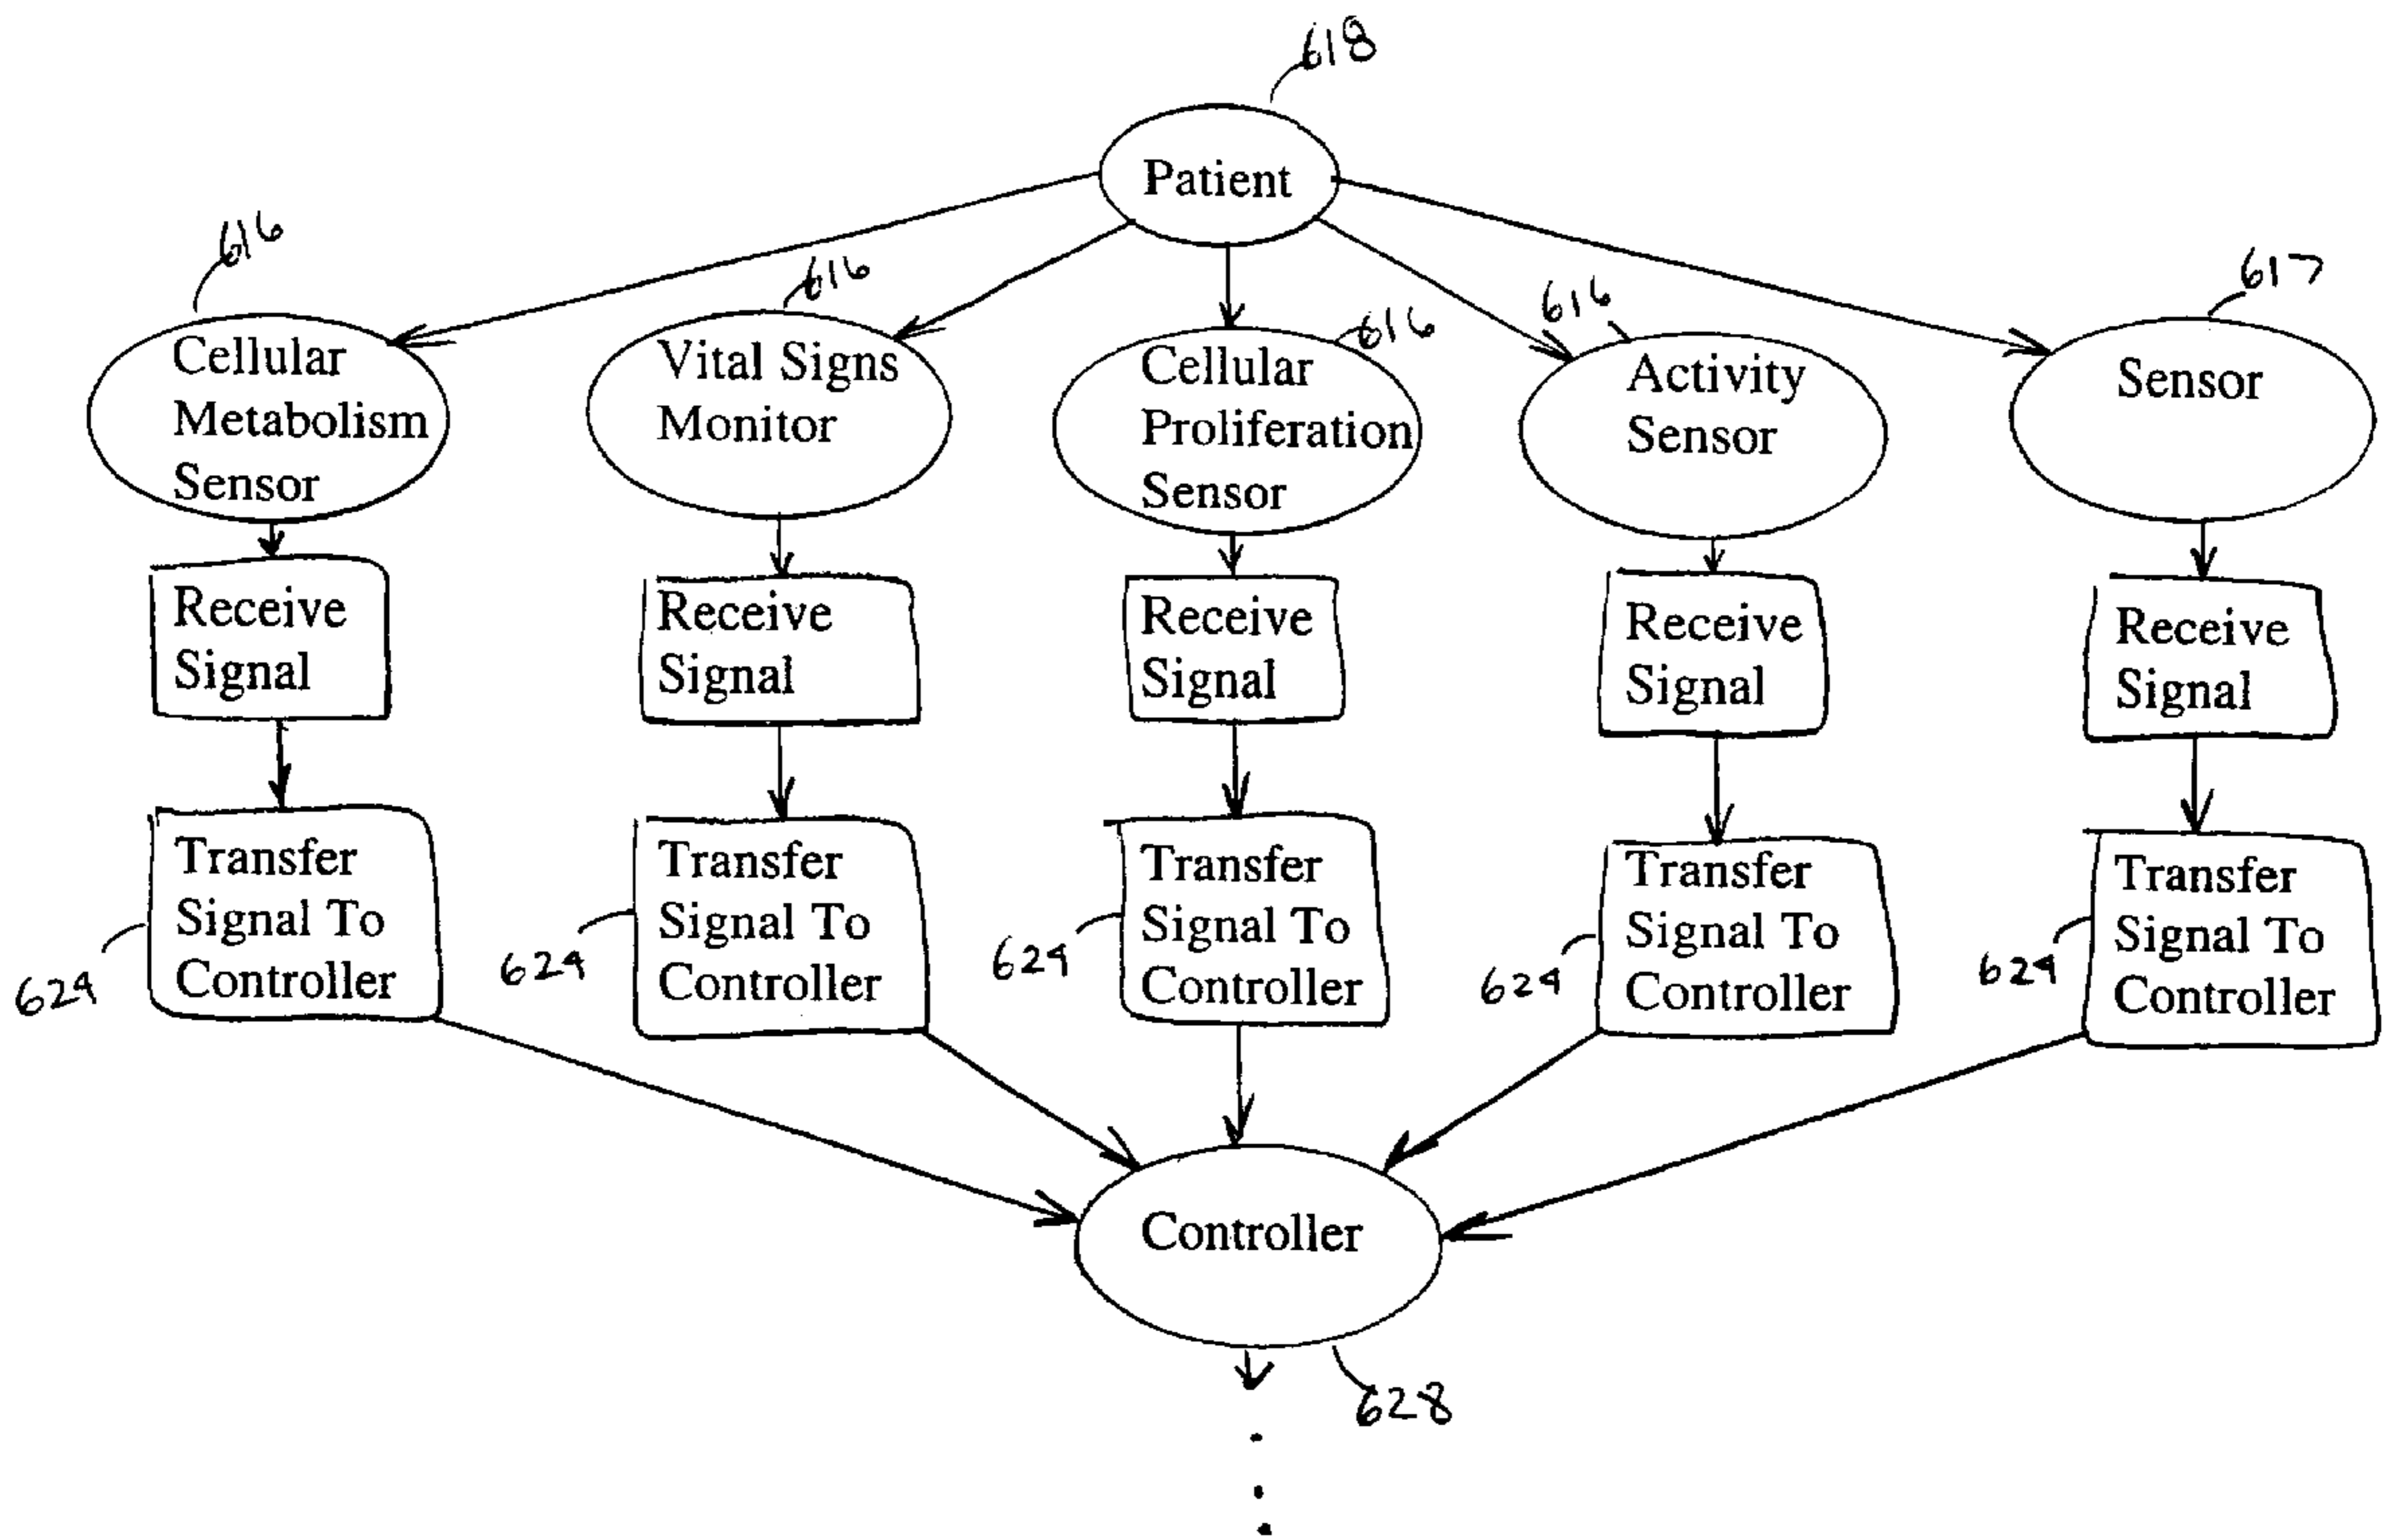 618
Patient
616
616
616
616
617
Cellular
Metabolism
Sensor
Vital Signs
Monitor
Cellular
Proliferation
Sensor
Activity
Sensor
Sensor
Receive
Signal
Receive
Signal
Receive
Signal
Receive
Signal
Receive
Signal
Transfer
Signal To
Controller
Transfer
Signal To
Controller
Transfer
Signal To
Controller
Transfer
Signal To
Controller
Transfer
Signal To
Controller
624
624
624
624
624
Controller
628